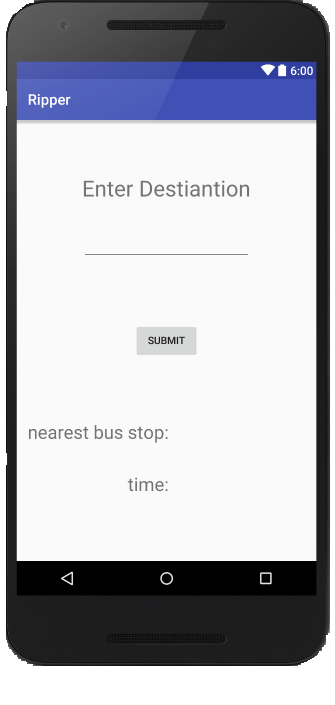 6:00
Ripper
Enter Destiantion
SUBMIT
nearest bus stop:
time: